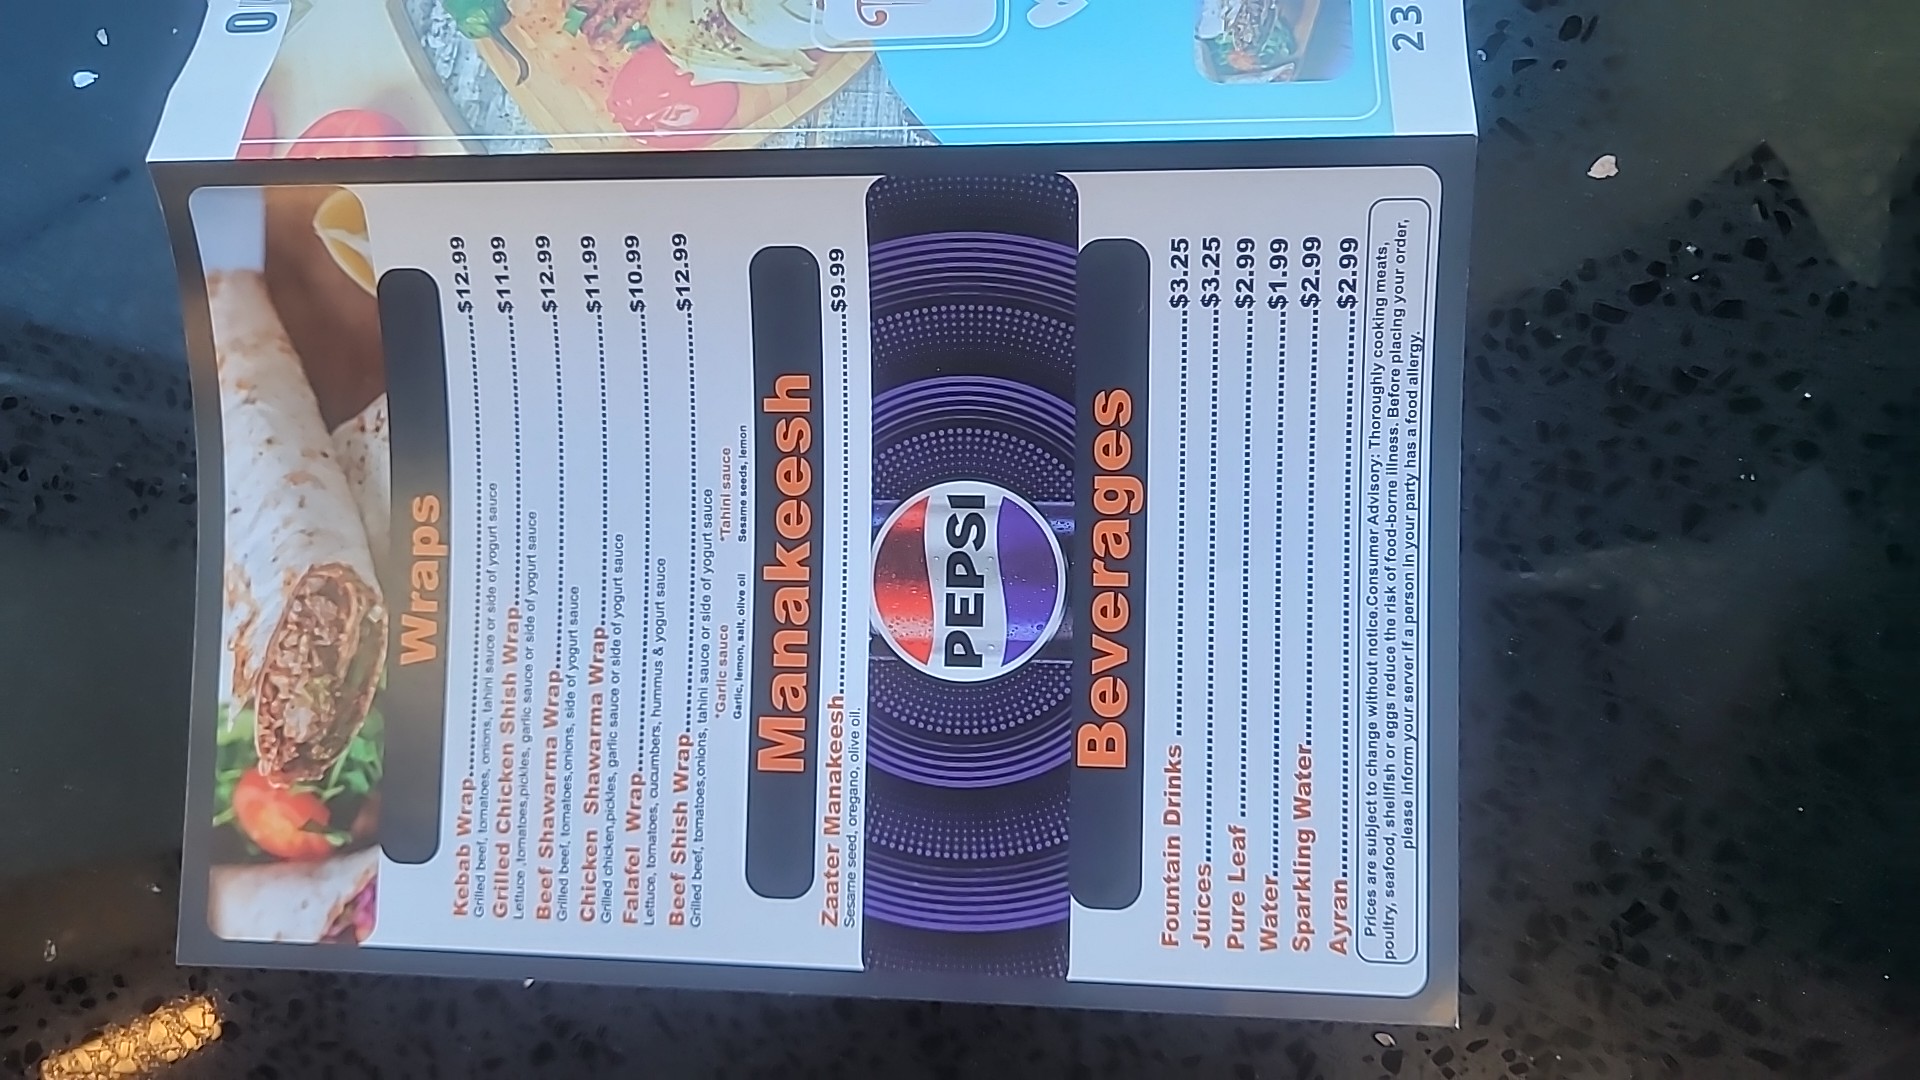 Wraps
Kebab Wrap $12.99
Grilled beef, tomatoes, onions, tahini sauce or side of yogurt sauce
Grilled Chicken Shish Wrap $11.99
Lettuce ,tomatoes,pickles, garlic sauce or side of yogurt sauce
Beef Shawarma Wrap $12.99
Grilled beef, tomatoes,onions, side of yogurt sauce
Chicken Shawarma Wrap $11.99
Grilled chicken,pickles, garlic sauce or side of yogurt sauce
Falafel Wrap $10.99
Lettuce, tomatoes, cucumbers, hummus & yogurt sauce
Beef Shish Wrap $12.99
Grilled beef, tomatoes,onions, tahini sauce or side of yogurt sauce
*Garlic sauce *Tahini sauce
Garlic, lemon, salt, olive oil Sesame seeds, lemon
Manakeesh
Zaater Manakeesh $9.99
Sesame seed, oregano, olive oil.
PEPSI
Beverages
Fountain Drinks $3.25
Juices $3.25
Pure Leaf $2.99
Water $1.99
Sparkling Water $2.99
Ayran $2.99
Prices are subject to change without notice.Consumer Advisory: Thoroughly cooking meats,
poultry, seafood, shellfish or eggs reduce the risk of food-borne illness. Before placing your order,
please inform your server if a person in your party has a food allergy.
23